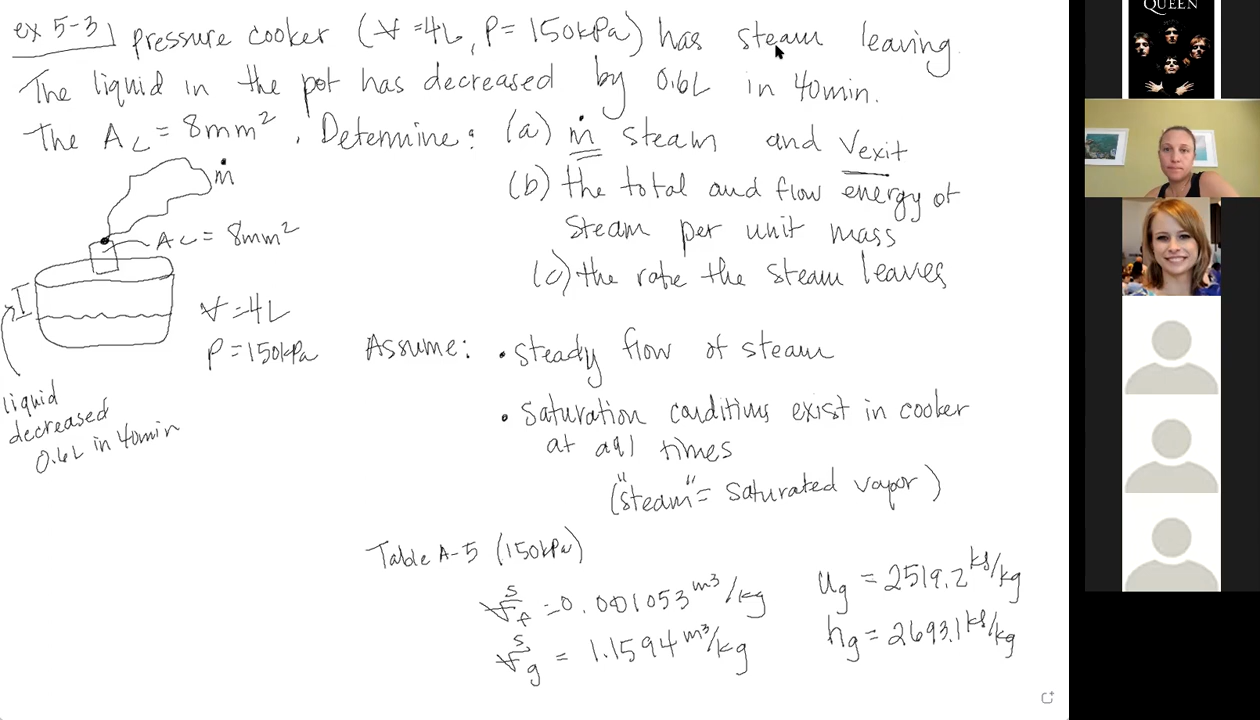 ex 5-3 pressure cooker (V = 4L, P = 150kPa) has steam leaving.
The liquid in the pot has decreased by 0.6L in 40min.
The Ac = 8mm². Determine: (a) ṁ steam and Vexit
(b) the total and flow energy of
steam per unit mass
(c) the rate the steam leaves
ṁ
Ac = 8mm²
V = 4L
P = 150kPa
liquid
decreased
0.6L in 40min
Assume: • steady flow of steam
• saturation conditions exist in cooker
at all times
("steam" = saturated vapor)
Table A-5 (150kPa)
Vf = 0.001053 m³/kg
Vg = 1.1594 m³/kg
ug = 2519.2 kJ/kg
hg = 2693.1 kJ/kg
QUEEN